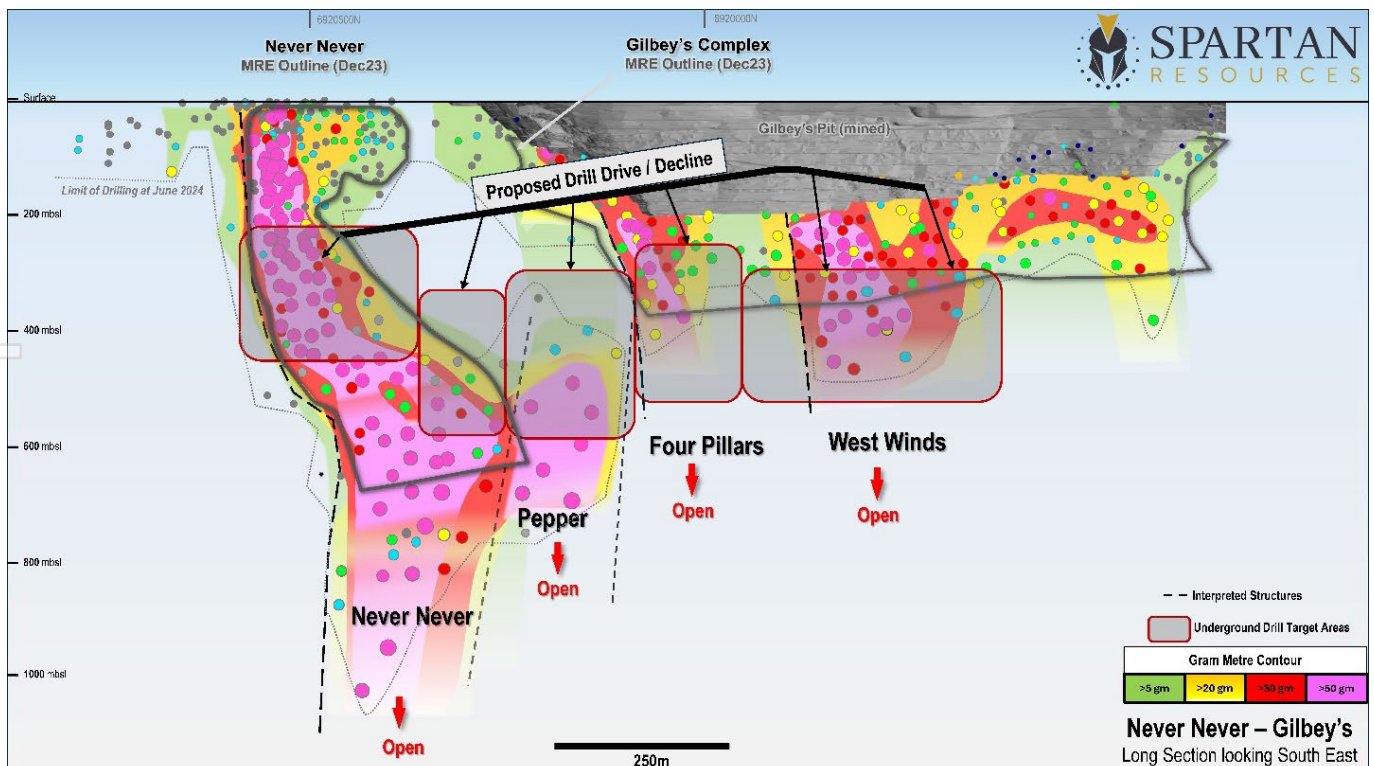 6820500N
6920000N
Never Never
MRE Outline (Dec23)
Gilbey's Complex
MRE Outline (Dec23)
SPARTAN
RESOURCES
Surface
Gilbey's Pit (mined)
Proposed Drill Drive / Decline
Limit of Drilling at June 2024
200 mbsl
400 mbsl
600 mbsl
800 mbsl
1000 mbsl
Four Pillars
Open
West Winds
Open
Pepper
Open
Never Never
Open
Interpreted Structures
Underground Drill Target Areas
Gram Metre Contour
>5 gm >20 gm >30 gm >50 gm
Never Never – Gilbey's
Long Section looking South East
250m